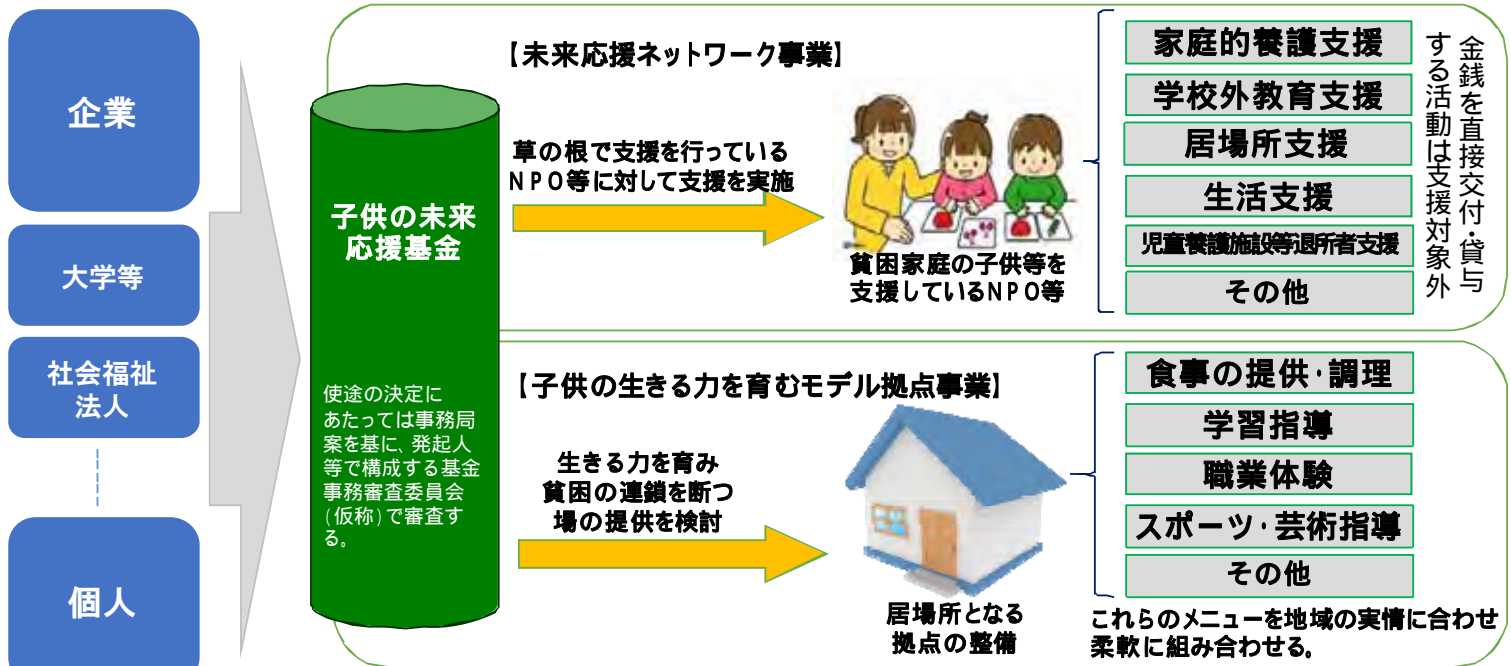 企業
大学等
社会福祉
法人
個人
子供の未来
応援基金
使途の決定に
あたっては事務局
案を基に、発起人
等で構成する基金
事務審査委員会
(仮称)で審査す
る。
【未来応援ネットワーク事業】
草の根で支援を行っている
NPO等に対して支援を実施
貧困家庭の子供等を
支援しているNPO等
家庭的養護支援
学校外教育支援
居場所支援
生活支援
児童養護施設等退所者支援
その他
金銭を直接交付・貸与
する活動は支援対象外
【子供の生きる力を育むモデル拠点事業】
生きる力を育み
貧困の連鎖を断つ
場の提供を検討
居場所となる
拠点の整備
食事の提供・調理
学習指導
職業体験
スポーツ・芸術指導
その他
これらのメニューを地域の実情に合わせ
柔軟に組み合わせる。